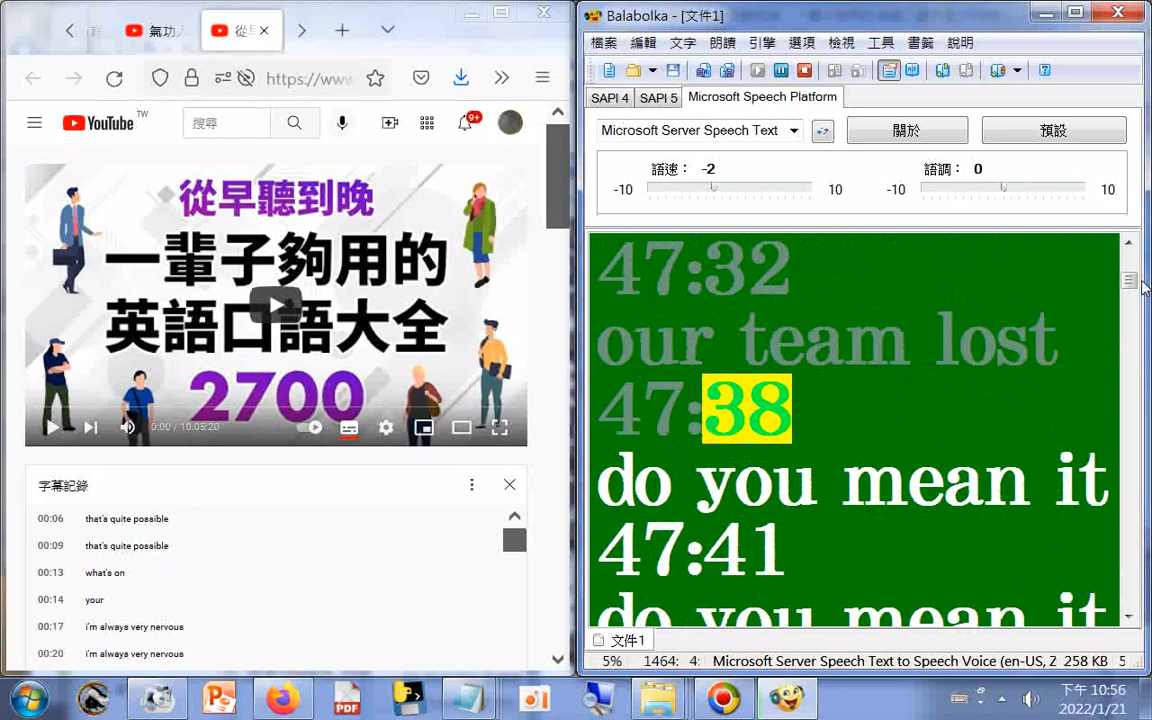 氣功入
從
https://www
YouTube TW
搜尋
9+
從早聽到晚
一輩子夠用的
英語口語大全
2700
0:00 / 10:05:20
字幕記錄
00:06 that's quite possible
00:09 that's quite possible
00:13 what's on
00:14 your
00:17 i'm always very nervous
00:20 i'm always very nervous
Balabolka - [文件1]
檔案 編輯 文字 朗讀 引擎 選項 檢視 工具 書籤 說明
SAPI 4 SAPI 5 Microsoft Speech Platform
Microsoft Server Speech Text 關於 預設
語速： -2 語調： 0
-10 10 -10 10
47:32
our team lost
47:38
do you mean it
47:41
do you mean it
文件1
5% 1464: 4: Microsoft Server Speech Text to Speech Voice (en-US, Z 258 KB 5
PDF
下午 10:56
2022/1/21